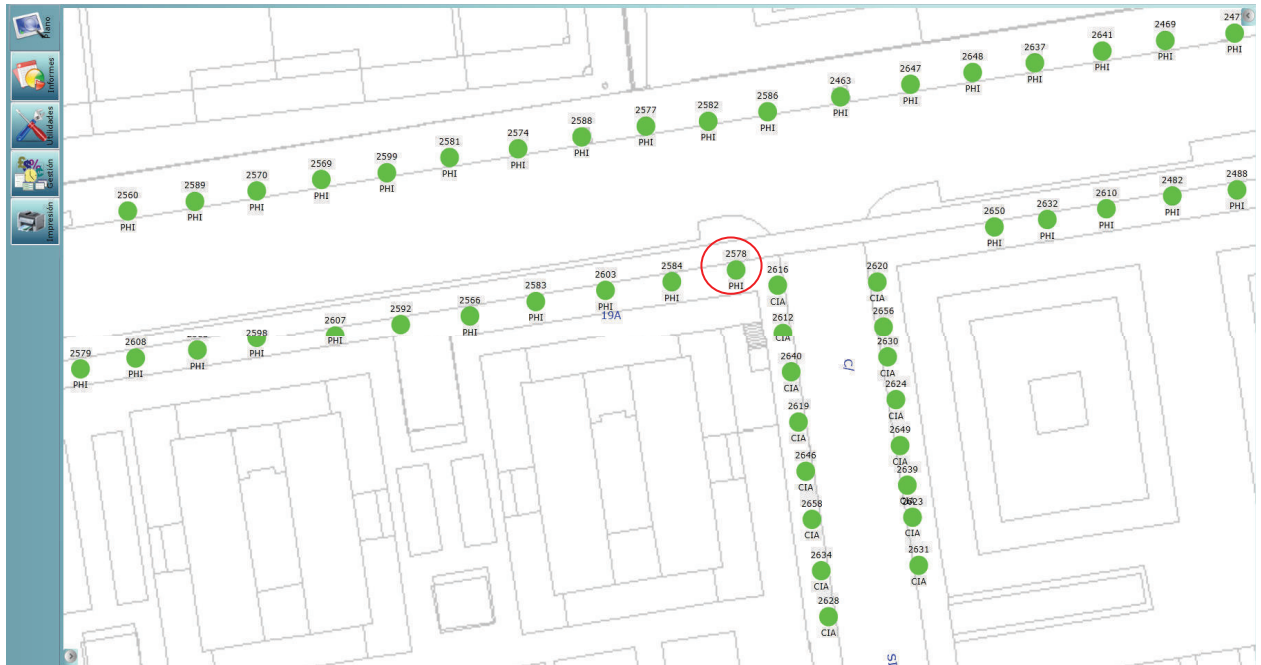 Plano
Informes
Utilidades
Gestión
Impresión
2560
PHI
2589
PHI
2570
PHI
2569
PHI
2599
PHI
2581
PHI
2574
PHI
2588
PHI
2577
PHI
2582
PHI
2586
PHI
2463
PHI
2647
PHI
2648
PHI
2637
PHI
2641
PHI
2469
PHI
247
PHI
2579
PHI
2608
PHI
PHI
2598
PHI
2607
PHI
2592
2566
PHI
2583
PHI
2603
PHI
19A
2584
PHI
2578
PHI
2650
PHI
2632
PHI
2610
PHI
2482
PHI
2488
PHI
2616
CIA
2612
CIA
2640
CIA
2619
CIA
2646
CIA
2658
CIA
2634
CIA
2628
CIA
C/
2620
CIA
2656
2630
CIA
2624
CIA
2649
CIA
2639
CIA
2623
CIA
2631
CIA